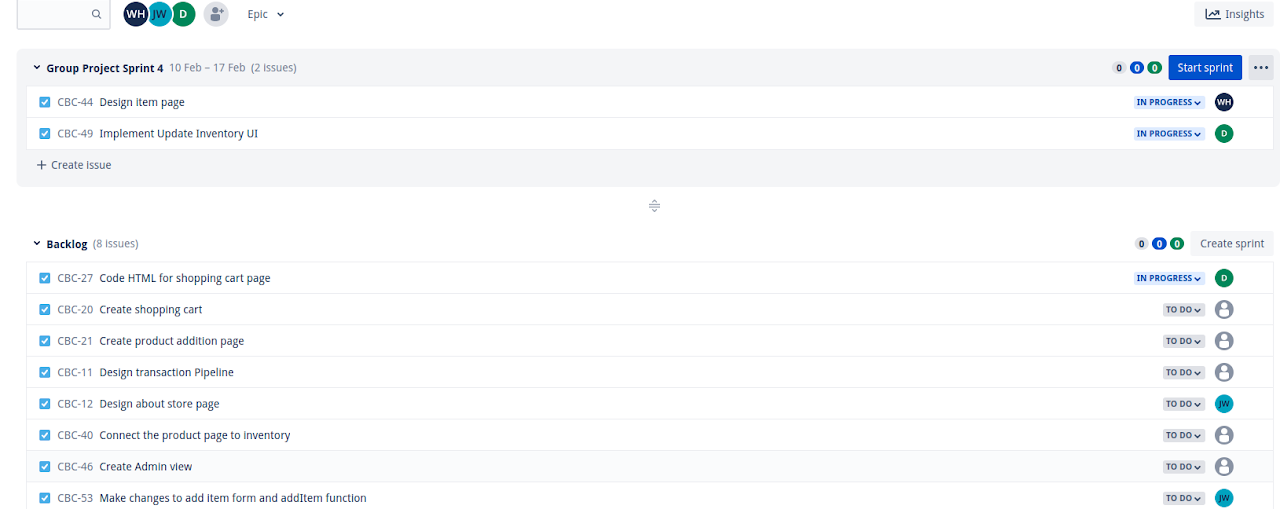 WH JW D Epic Insights
Group Project Sprint 4 10 Feb – 17 Feb (2 issues) 0 0 0 Start sprint •••
CBC-44 Design item page IN PROGRESS WH
CBC-49 Implement Update Inventory UI IN PROGRESS D
+ Create issue
Backlog (8 issues) 0 0 0 Create sprint
CBC-27 Code HTML for shopping cart page IN PROGRESS D
CBC-20 Create shopping cart TO DO
CBC-21 Create product addition page TO DO
CBC-11 Design transaction Pipeline TO DO
CBC-12 Design about store page TO DO JW
CBC-40 Connect the product page to inventory TO DO
CBC-46 Create Admin view TO DO
CBC-53 Make changes to add item form and addItem function TO DO JW